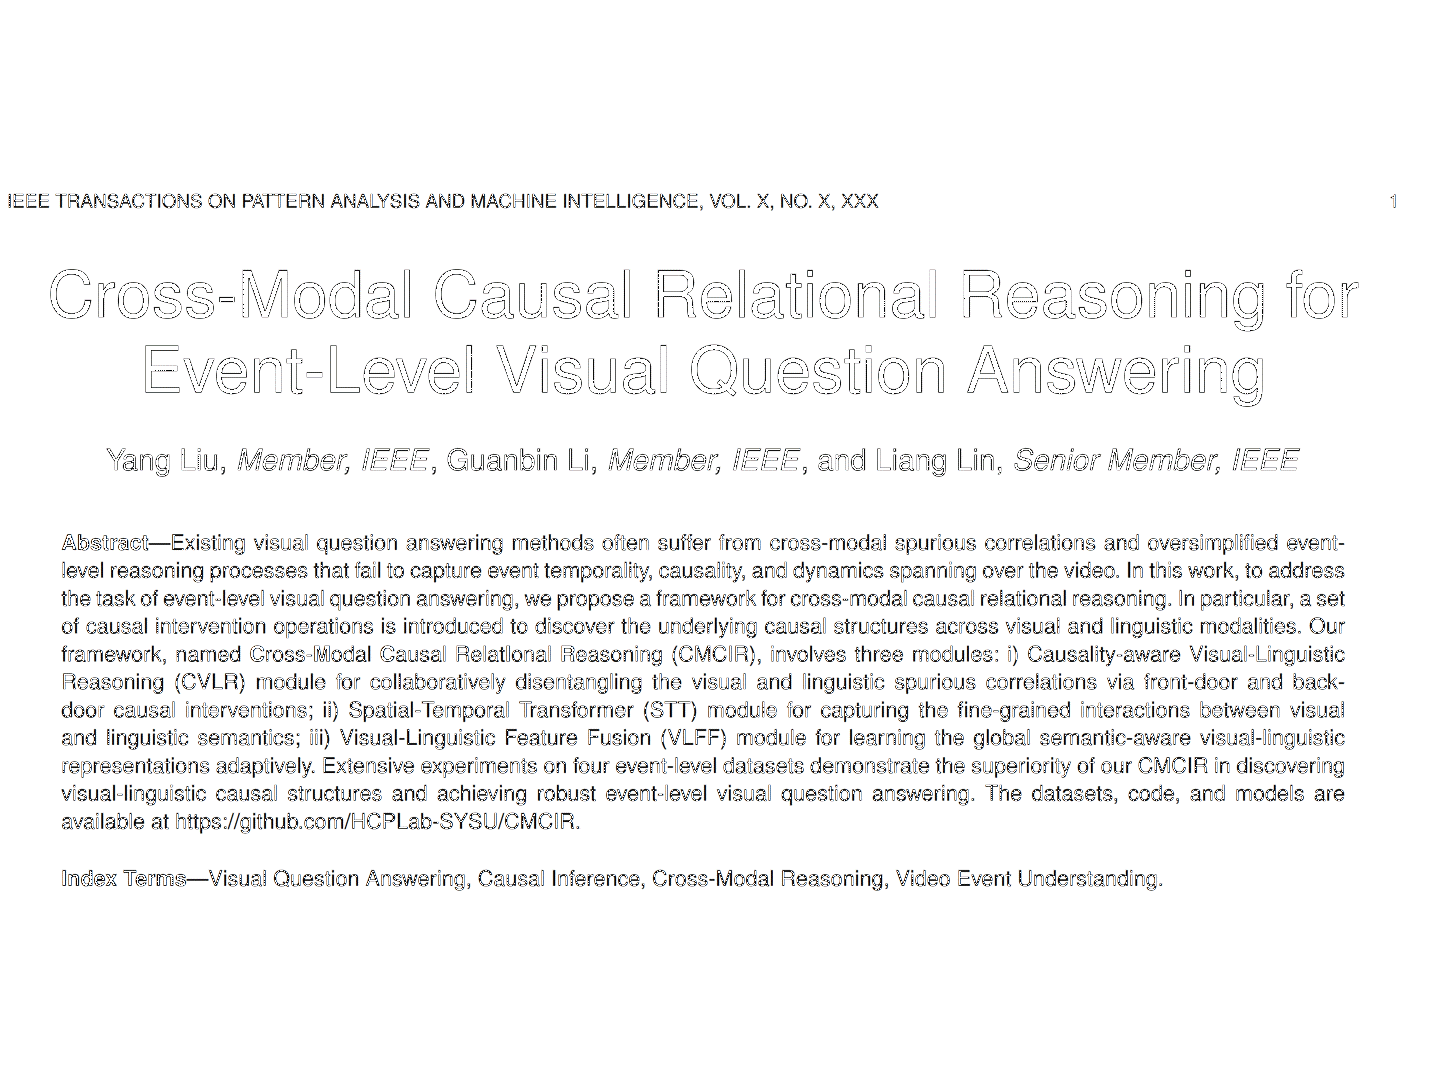 IEEE TRANSACTIONS ON PATTERN ANALYSIS AND MACHINE INTELLIGENCE, VOL. X, NO. X, XXX 1
Cross-Modal Causal Relational Reasoning for
Event-Level Visual Question Answering
Yang Liu, Member, IEEE, Guanbin Li, Member, IEEE, and Liang Lin, Senior Member, IEEE
Abstract—Existing visual question answering methods often suffer from cross-modal spurious correlations and oversimplified event-
level reasoning processes that fail to capture event temporality, causality, and dynamics spanning over the video. In this work, to address
the task of event-level visual question answering, we propose a framework for cross-modal causal relational reasoning. In particular, a set
of causal intervention operations is introduced to discover the underlying causal structures across visual and linguistic modalities. Our
framework, named Cross-Modal Causal RelatIonal Reasoning (CMCIR), involves three modules: i) Causality-aware Visual-Linguistic
Reasoning (CVLR) module for collaboratively disentangling the visual and linguistic spurious correlations via front-door and back-
door causal interventions; ii) Spatial-Temporal Transformer (STT) module for capturing the fine-grained interactions between visual
and linguistic semantics; iii) Visual-Linguistic Feature Fusion (VLFF) module for learning the global semantic-aware visual-linguistic
representations adaptively. Extensive experiments on four event-level datasets demonstrate the superiority of our CMCIR in discovering
visual-linguistic causal structures and achieving robust event-level visual question answering. The datasets, code, and models are
available at https://github.com/HCPLab-SYSU/CMCIR.
Index Terms—Visual Question Answering, Causal Inference, Cross-Modal Reasoning, Video Event Understanding.